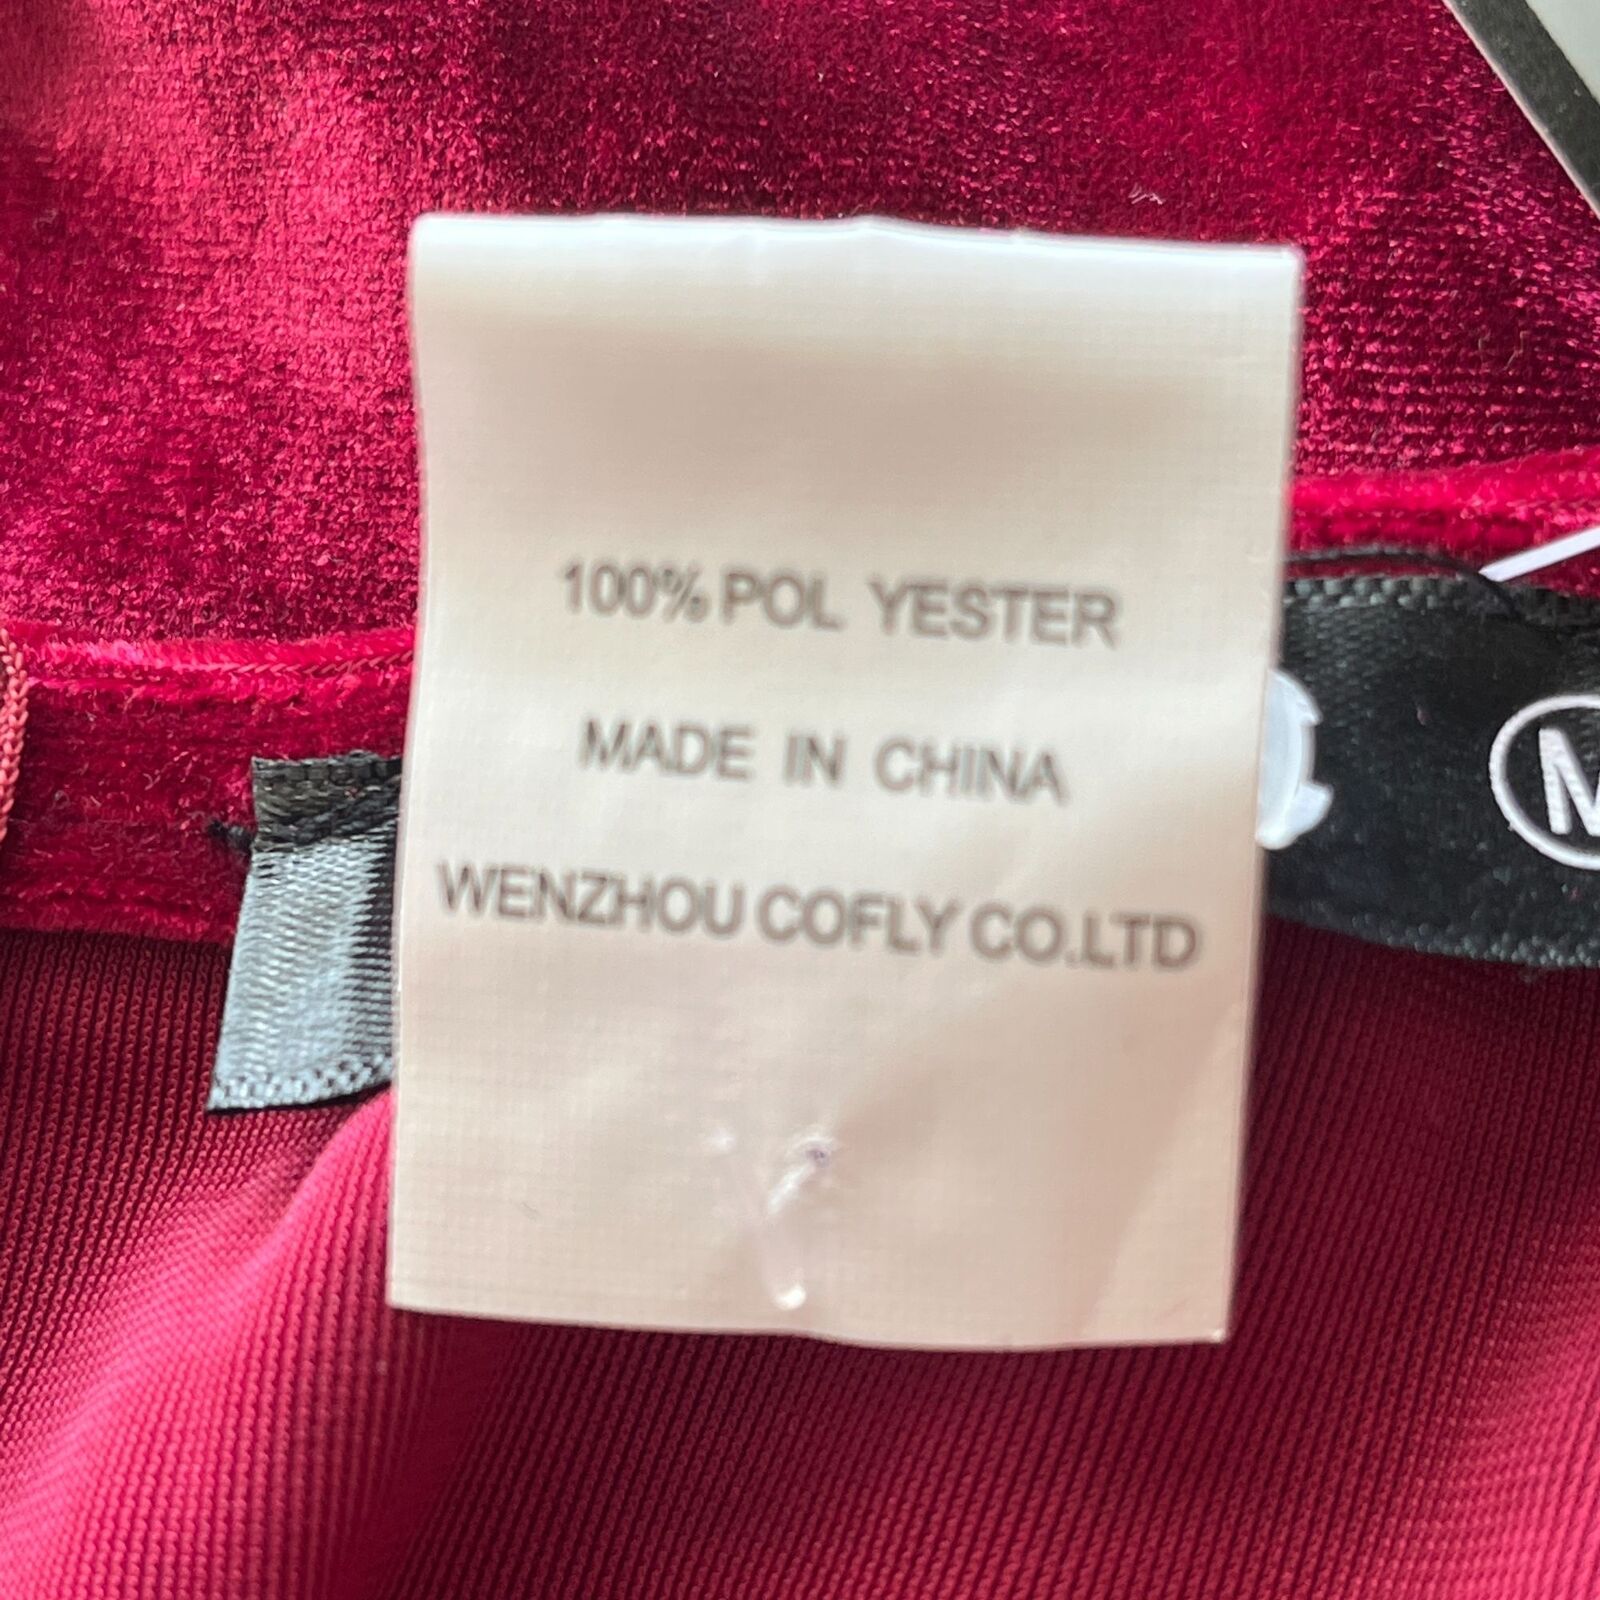 100% POL YESTER
MADE IN CHINA
WENZHOU COFLY CO.LTD
M